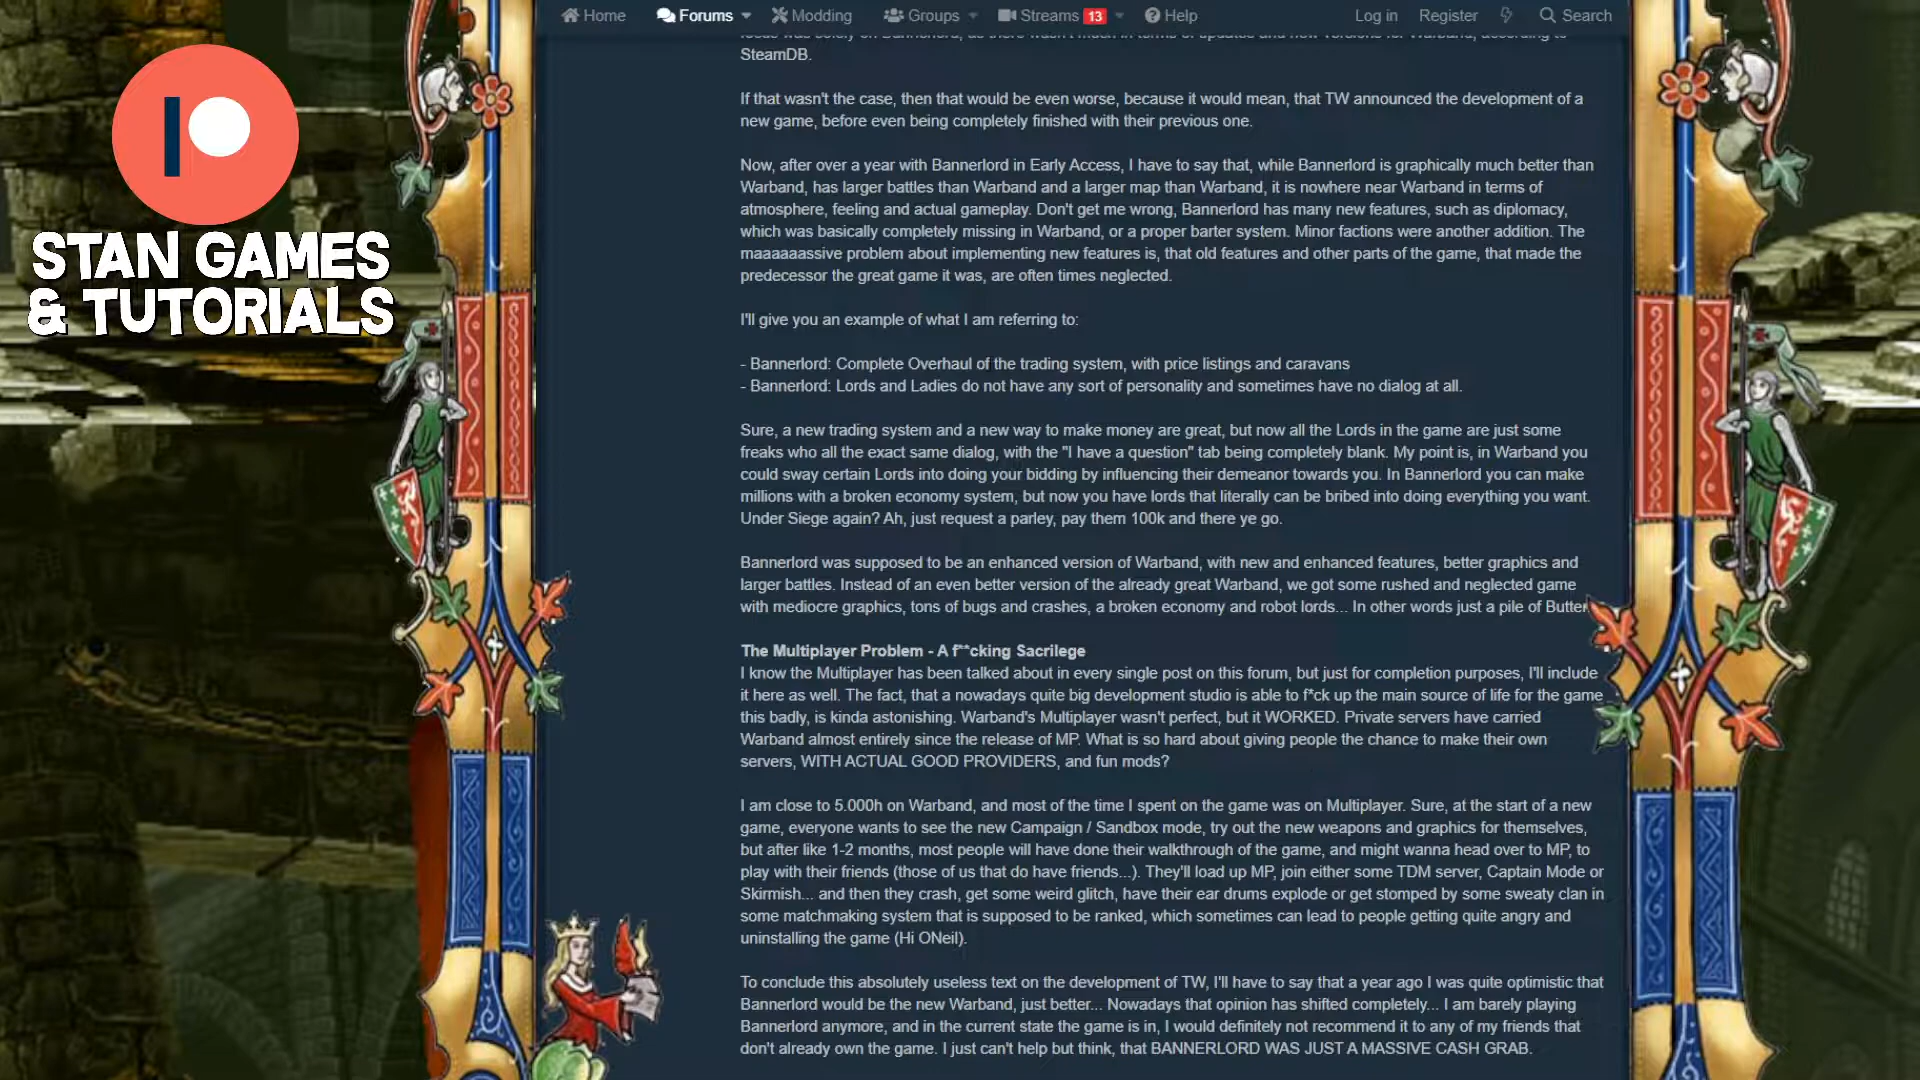 Home
Forums
Modding
Groups
Streams 13
Help
Log in
Register
Search
STAN GAMES
& TUTORIALS
focus was solely on Bannerlord, as there wasn't much in terms of updates and new versions for Warband, according to
SteamDB.
If that wasn't the case, then that would be even worse, because it would mean, that TW announced the development of a
new game, before even being completely finished with their previous one.
Now, after over a year with Bannerlord in Early Access, I have to say that, while Bannerlord is graphically much better than
Warband, has larger battles than Warband and a larger map than Warband, it is nowhere near Warband in terms of
atmosphere, feeling and actual gameplay. Don't get me wrong, Bannerlord has many new features, such as diplomacy,
which was basically completely missing in Warband, or a proper barter system. Minor factions were another addition. The
maaaaaassive problem about implementing new features is, that old features and other parts of the game, that made the
predecessor the great game it was, are often times neglected.
I'll give you an example of what I am referring to:
- Bannerlord: Complete Overhaul of the trading system, with price listings and caravans
- Bannerlord: Lords and Ladies do not have any sort of personality and sometimes have no dialog at all.
Sure, a new trading system and a new way to make money are great, but now all the Lords in the game are just some
freaks who all the exact same dialog, with the "I have a question" tab being completely blank. My point is, in Warband you
could sway certain Lords into doing your bidding by influencing their demeanor towards you. In Bannerlord you can make
millions with a broken economy system, but now you have lords that literally can be bribed into doing everything you want.
Under Siege again? Ah, just request a parley, pay them 100k and there ye go.
Bannerlord was supposed to be an enhanced version of Warband, with new and enhanced features, better graphics and
larger battles. Instead of an even better version of the already great Warband, we got some rushed and neglected game
with mediocre graphics, tons of bugs and crashes, a broken economy and robot lords... In other words just a pile of Butter.
The Multiplayer Problem - A f**cking Sacrilege
I know the Multiplayer has been talked about in every single post on this forum, but just for completion purposes, I'll include
it here as well. The fact, that a nowadays quite big development studio is able to f*ck up the main source of life for the game
this badly, is kinda astonishing. Warband's Multiplayer wasn't perfect, but it WORKED. Private servers have carried
Warband almost entirely since the release of MP. What is so hard about giving people the chance to make their own
servers, WITH ACTUAL GOOD PROVIDERS, and fun mods?
I am close to 5.000h on Warband, and most of the time I spent on the game was on Multiplayer. Sure, at the start of a new
game, everyone wants to see the new Campaign / Sandbox mode, try out the new weapons and graphics for themselves,
but after like 1-2 months, most people will have done their walkthrough of the game, and might wanna head over to MP, to
play with their friends (those of us that do have friends...). They'll load up MP, join either some TDM server, Captain Mode or
Skirmish... and then they crash, get some weird glitch, have their ear drums explode or get stomped by some sweaty clan in
some matchmaking system that is supposed to be ranked, which sometimes can lead to people getting quite angry and
uninstalling the game (Hi ONeil).
To conclude this absolutely useless text on the development of TW, I'll have to say that a year ago I was quite optimistic that
Bannerlord would be the new Warband, just better... Nowadays that opinion has shifted completely... I am barely playing
Bannerlord anymore, and in the current state the game is in, I would definitely not recommend it to any of my friends that
don't already own the game. I just can't help but think, that BANNERLORD WAS JUST A MASSIVE CASH GRAB.